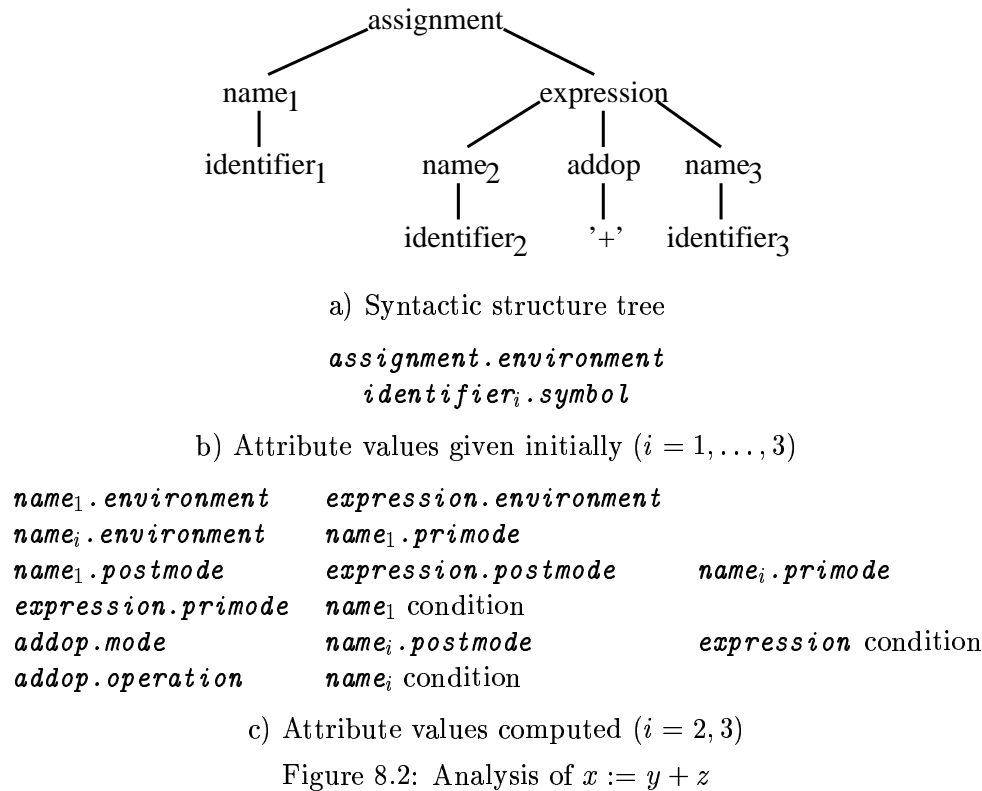 assignment
name1 expression
identifier1 name2 addop name3
identifier2 '+' identifier3
a) Syntactic structure tree
assignment.environment
identifieri.symbol
b) Attribute values given initially (i = 1, . . . , 3)
name1.environment expression.environment
namei.environment name1.primode
name1.postmode expression.postmode namei.primode
expression.primode name1 condition
addop.mode namei.postmode expression condition
addop.operation namei condition
c) Attribute values computed (i = 2, 3)
Figure 8.2: Analysis of x := y + z